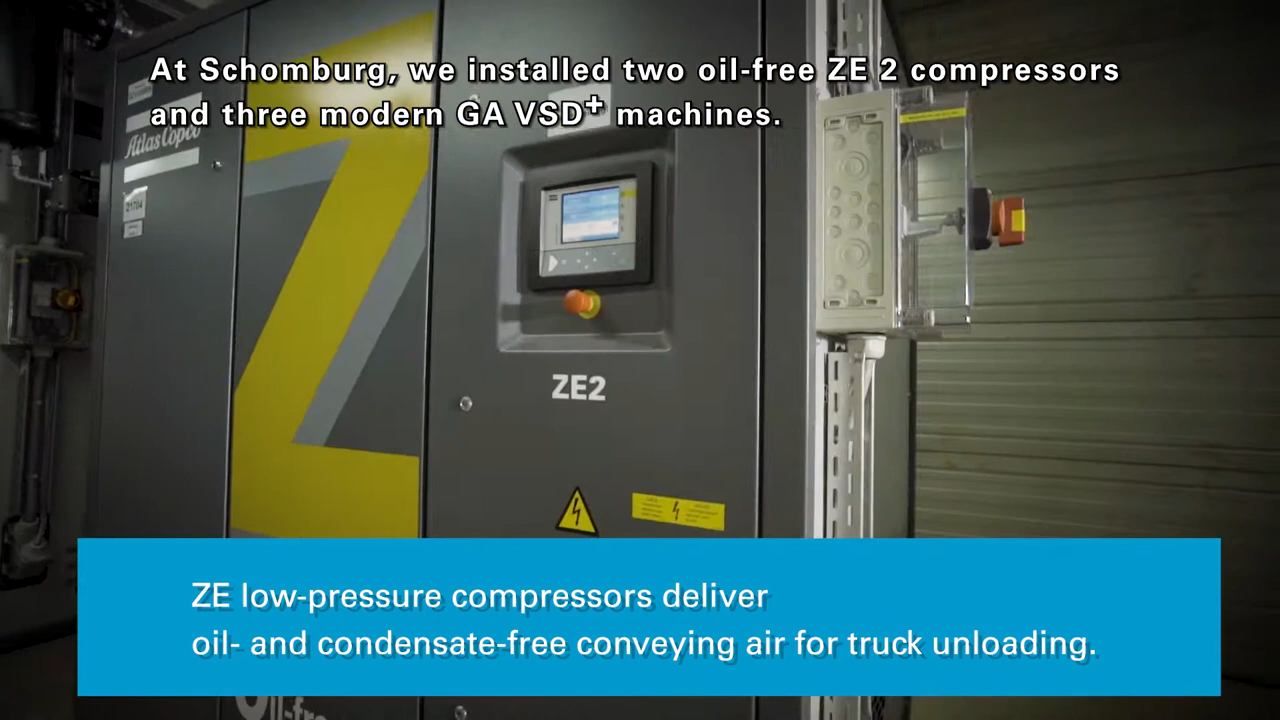 At Schomburg, we installed two oil-free ZE 2 compressors
and three modern GA VSD+ machines.
Atlas Copco
21704
ZE2
ZE low-pressure compressors deliver
oil- and condensate-free conveying air for truck unloading.